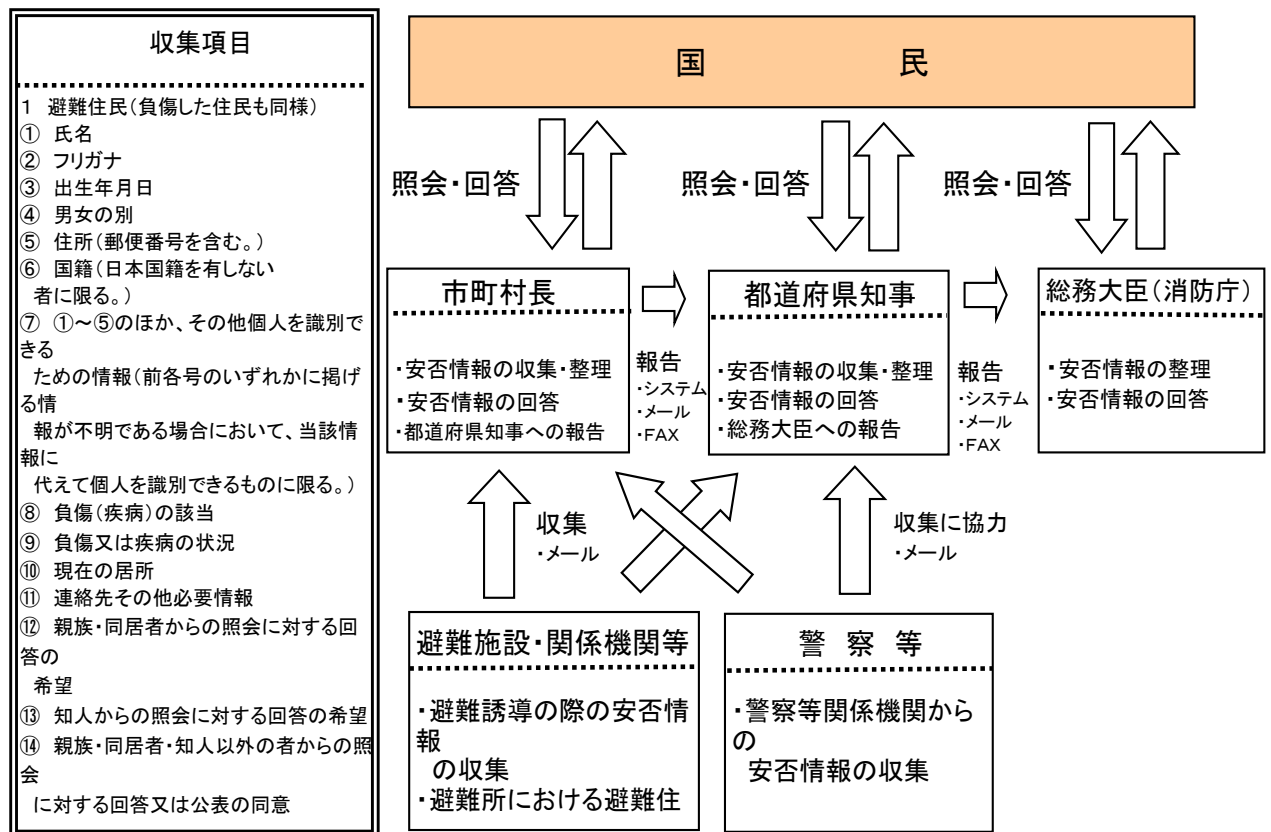 収集項目
1　避難住民(負傷した住民も同様)
①　氏名
②　フリガナ
③　出生年月日
④　男女の別
⑤　住所(郵便番号を含む。)
⑥　国籍(日本国籍を有しない
者に限る。)
⑦　①～⑤のほか、その他個人を識別で
きる
ための情報(前各号のいずれかに掲げ
る情
報が不明である場合において、当該情
報に
代えて個人を識別できるものに限る。)
⑧　負傷(疾病)の該当
⑨　負傷又は疾病の状況
⑩　現在の居所
⑪　連絡先その他必要情報
⑫　親族・同居者からの照会に対する回
答の
希望
⑬　知人からの照会に対する回答の希望
⑭　親族・同居者・知人以外の者からの照
会
に対する回答又は公表の同意
国　　　民
照会・回答
照会・回答
照会・回答
市町村長
・安否情報の収集・整理
・安否情報の回答
・都道府県知事への報告
報告
・システム
・メール
・FAX
都道府県知事
・安否情報の収集・整理
・安否情報の回答
・総務大臣への報告
報告
・システム
・メール
・FAX
総務大臣(消防庁)
・安否情報の整理
・安否情報の回答
収集
・メール
収集に協力
・メール
避難施設・関係機関等
・避難誘導の際の安否情
報
の収集
・避難所における避難住
警　察　等
・警察等関係機関から
の
安否情報の収集